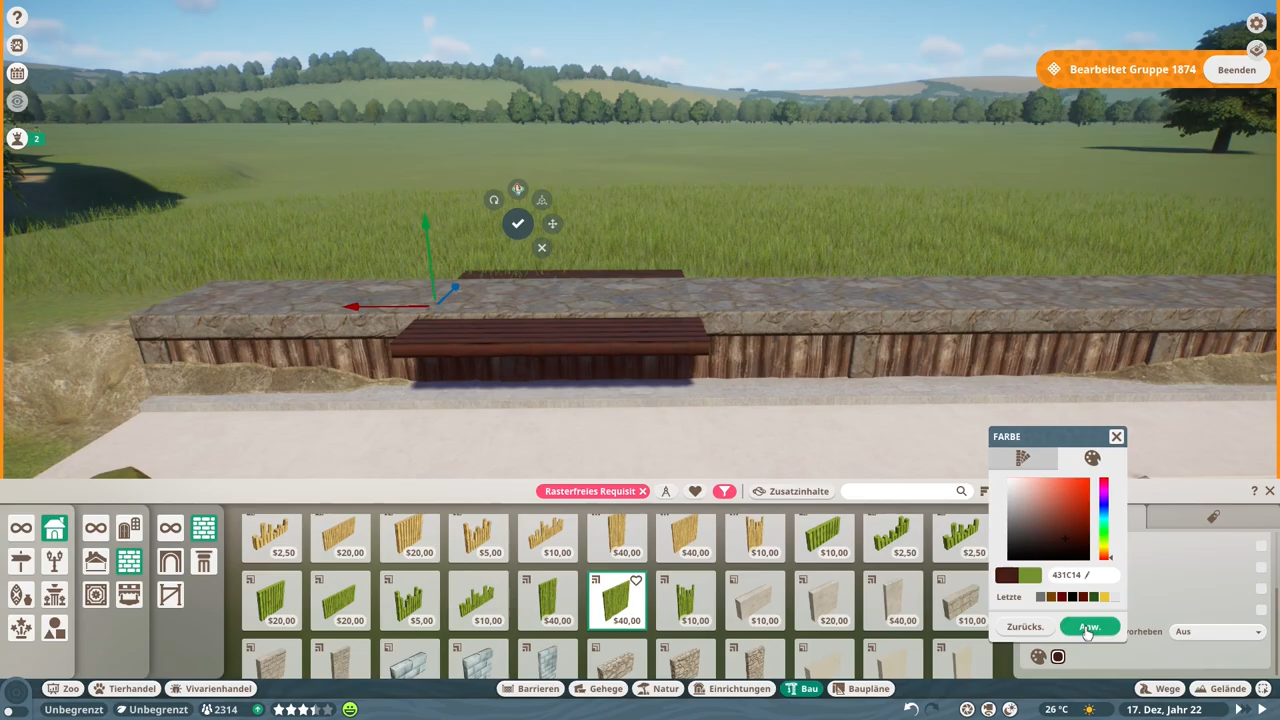 ?
Bearbeitet Gruppe 1874
Beenden
2
FARBE
431C14
Letzte
Zurücks.
Anw.
vorheben
Aus
Rasterfreies Requisit
Zusatzinhalte
?
$2,50
$20,00
$20,00
$5,00
$10,00
$40,00
$40,00
$10,00
$10,00
$2,50
$2,50
$20,00
$20,00
$5,00
$10,00
$40,00
$40,00
$10,00
$10,00
$20,00
$40,00
$10,00
Zoo
Tierhandel
Vivarienhandel
Barrieren
Gehege
Natur
Einrichtungen
Bau
Baupläne
Wege
Gelände
Unbegrenzt
Unbegrenzt
2314
26 °C
17. Dez, Jahr 22